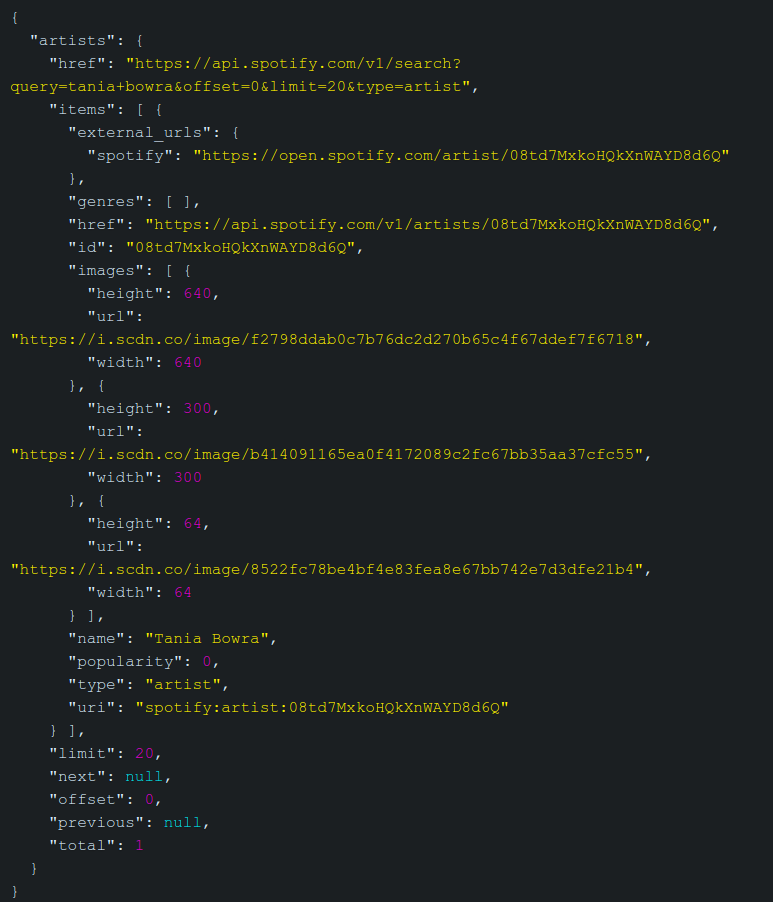 {
  "artists": {
    "href": "https://api.spotify.com/v1/search?
query=tania+bowra&offset=0&limit=20&type=artist",
    "items": [ {
      "external_urls": {
        "spotify": "https://open.spotify.com/artist/08td7MxkoHQkXnWAYD8d6Q"
      },
      "genres": [ ],
      "href": "https://api.spotify.com/v1/artists/08td7MxkoHQkXnWAYD8d6Q",
      "id": "08td7MxkoHQkXnWAYD8d6Q",
      "images": [ {
        "height": 640,
        "url":
"https://i.scdn.co/image/f2798ddab0c7b76dc2d270b65c4f67ddef7f6718",
        "width": 640
      }, {
        "height": 300,
        "url":
"https://i.scdn.co/image/b414091165ea0f4172089c2fc67bb35aa37cfc55",
        "width": 300
      }, {
        "height": 64,
        "url":
"https://i.scdn.co/image/8522fc78be4bf4e83fea8e67bb742e7d3dfe21b4",
        "width": 64
      } ],
      "name": "Tania Bowra",
      "popularity": 0,
      "type": "artist",
      "uri": "spotify:artist:08td7MxkoHQkXnWAYD8d6Q"
    } ],
    "limit": 20,
    "next": null,
    "offset": 0,
    "previous": null,
    "total": 1
  }
}